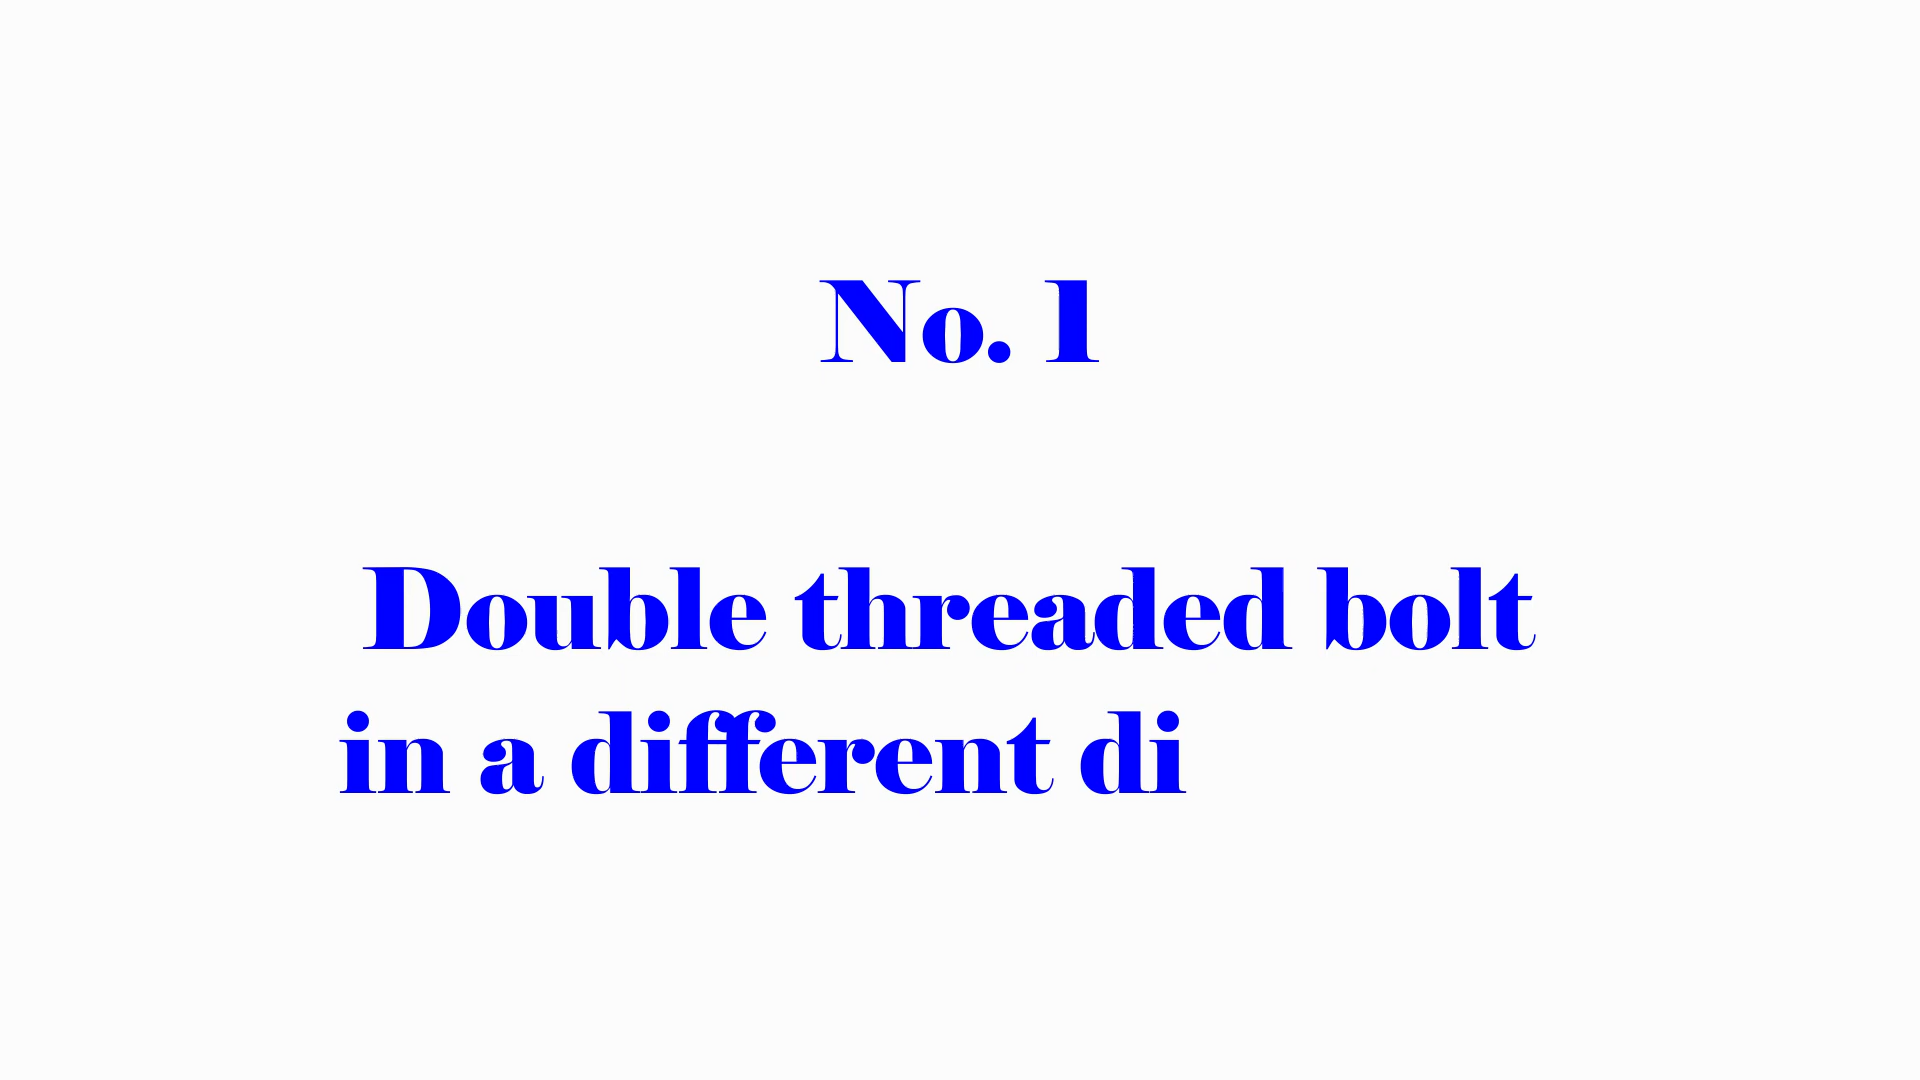 No. 1
Double threaded bolt
in a different di